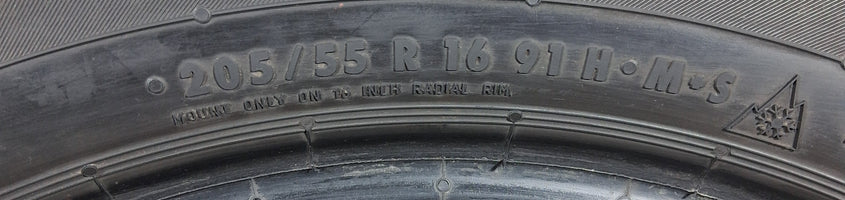 205/55 R 16 91 H • M • S
MOUNT ONLY ON 16 INCH RADIAL RIM.